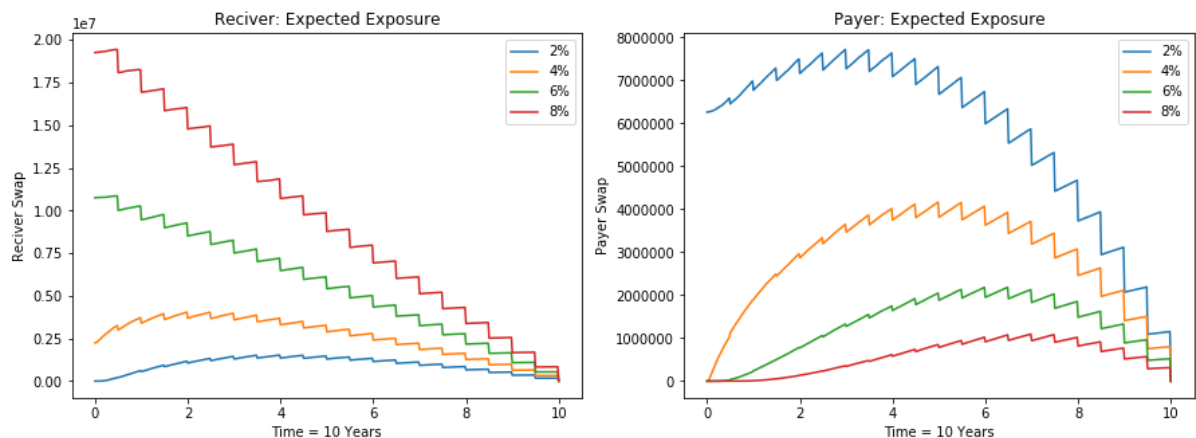 Reciver: Expected Exposure
1e7
2.00
1.75
1.50
1.25
1.00
0.75
0.50
0.25
0.00
Reciver Swap
0 2 4 6 8 10
Time = 10 Years
2%
4%
6%
8%
Payer: Expected Exposure
8000000
7000000
6000000
5000000
4000000
3000000
2000000
1000000
0
Payer Swap
0 2 4 6 8 10
Time = 10 Years
2%
4%
6%
8%